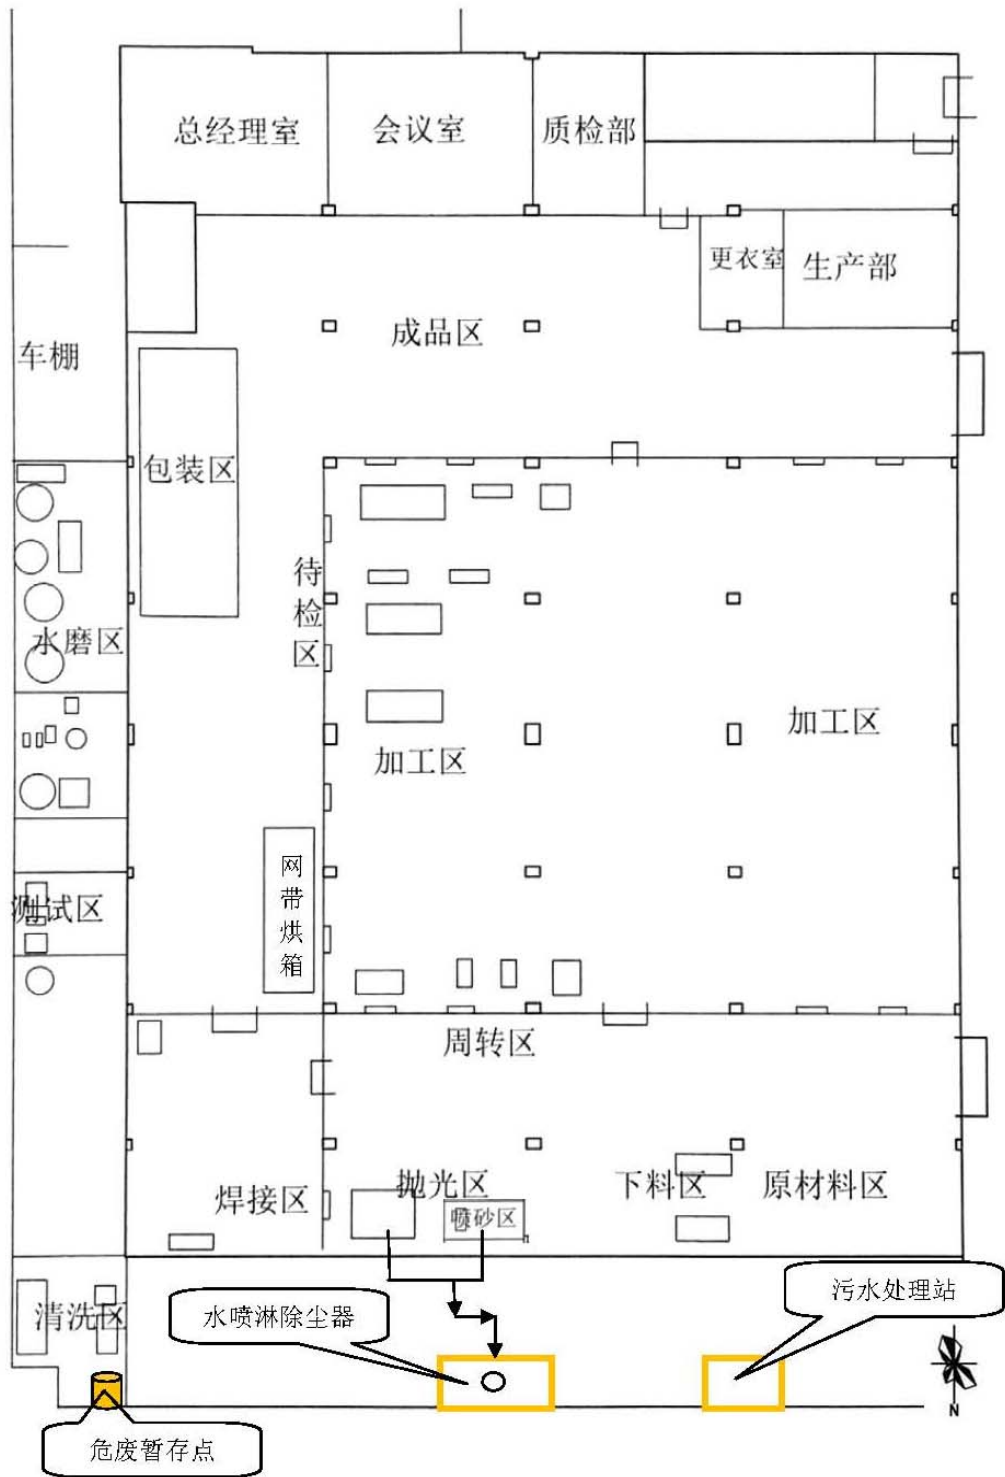 总经理室
会议室
质检部
更衣室
生产部
成品区
车棚
包装区
待检区
水磨区
加工区
加工区
网带烘箱
测试区
周转区
焊接区
抛光区
喷砂区
下料区
原材料区
清洗区
水喷淋除尘器
污水处理站
危废暂存点
N